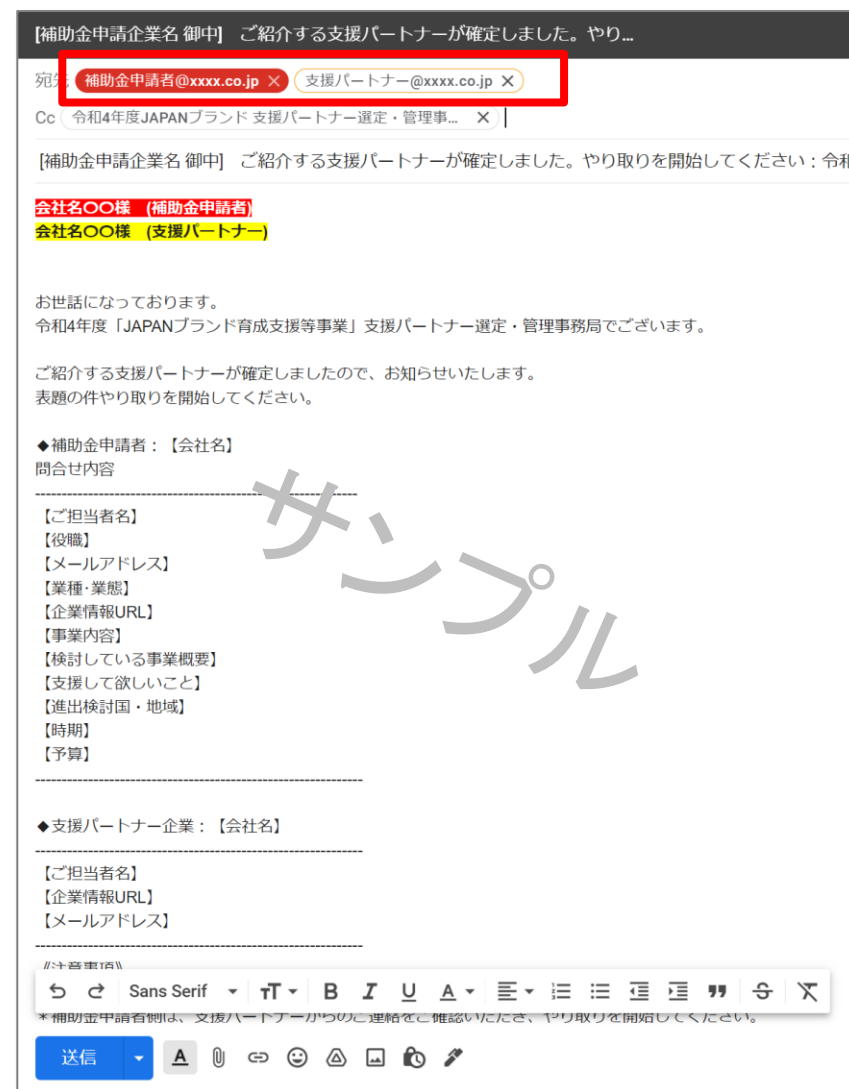 [補助金申請企業名 御中]　ご紹介する支援パートナーが確定しました。やり...
宛先 補助金申請者@xxxx.co.jp × 支援パートナー@xxxx.co.jp ×
Cc 令和4年度JAPANブランド 支援パートナー選定・管理事... ×
[補助金申請企業名 御中]　ご紹介する支援パートナーが確定しました。やり取りを開始してください：令和
会社名〇〇様　(補助金申請者)
会社名〇〇様　(支援パートナー)
お世話になっております。
令和4年度「JAPANブランド育成支援等事業」支援パートナー選定・管理事務局でございます。
ご紹介する支援パートナーが確定しましたので、お知らせいたします。
表題の件やり取りを開始してください。
◆補助金申請者：【会社名】
問合せ内容
--------------------------------------------------------------
【ご担当者名】
【役職】
【メールアドレス】
【業種･業態】
【企業情報URL】
【事業内容】
【検討している事業概要】
【支援して欲しいこと】
【進出検討国・地域】
【時期】
【予算】
---------------------------------------------------------------
サンプル
◆支援パートナー企業：【会社名】
---------------------------------------------------------------
【ご担当者名】
【企業情報URL】
【メールアドレス】
---------------------------------------------------------------
《注意事項》
Sans Serif
＊補助金申請者側は、支援パートナーからのご連絡をご確認いただき、やり取りを開始してください。
送信